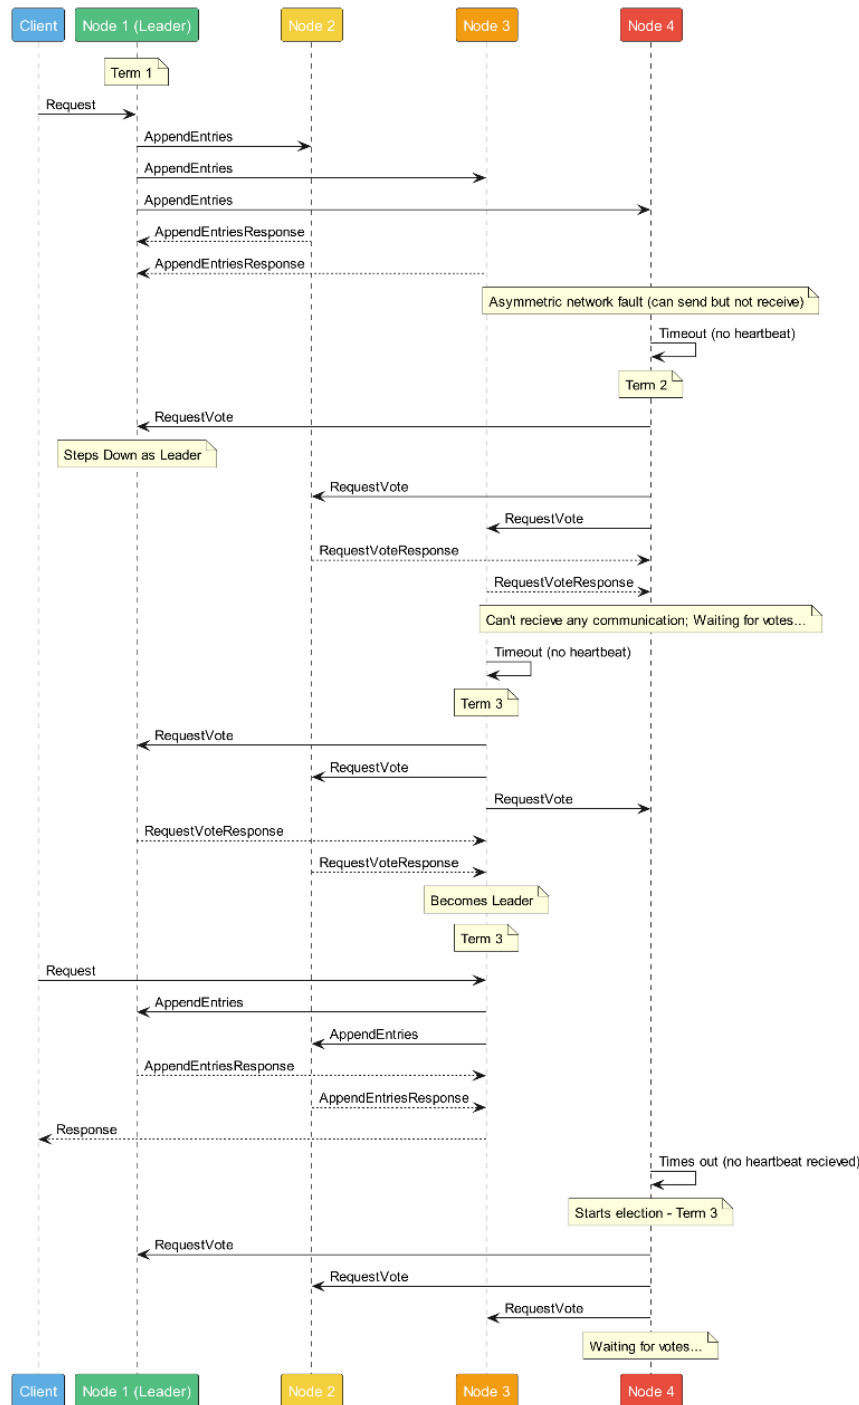 Client
Node 1 (Leader)
Node 2
Node 3
Node 4
Term 1
Request
AppendEntries
AppendEntries
AppendEntries
AppendEntriesResponse
AppendEntriesResponse
Asymmetric network fault (can send but not receive)
Timeout (no heartbeat)
Term 2
RequestVote
Steps Down as Leader
RequestVote
RequestVote
RequestVoteResponse
RequestVoteResponse
Can't recieve any communication; Waiting for votes...
Timeout (no heartbeat)
Term 3
RequestVote
RequestVote
RequestVote
RequestVoteResponse
RequestVoteResponse
Becomes Leader
Term 3
Request
AppendEntries
AppendEntries
AppendEntriesResponse
AppendEntriesResponse
Response
Times out (no heartbeat recieved)
Starts election - Term 3
RequestVote
RequestVote
RequestVote
Waiting for votes...
Client
Node 1 (Leader)
Node 2
Node 3
Node 4